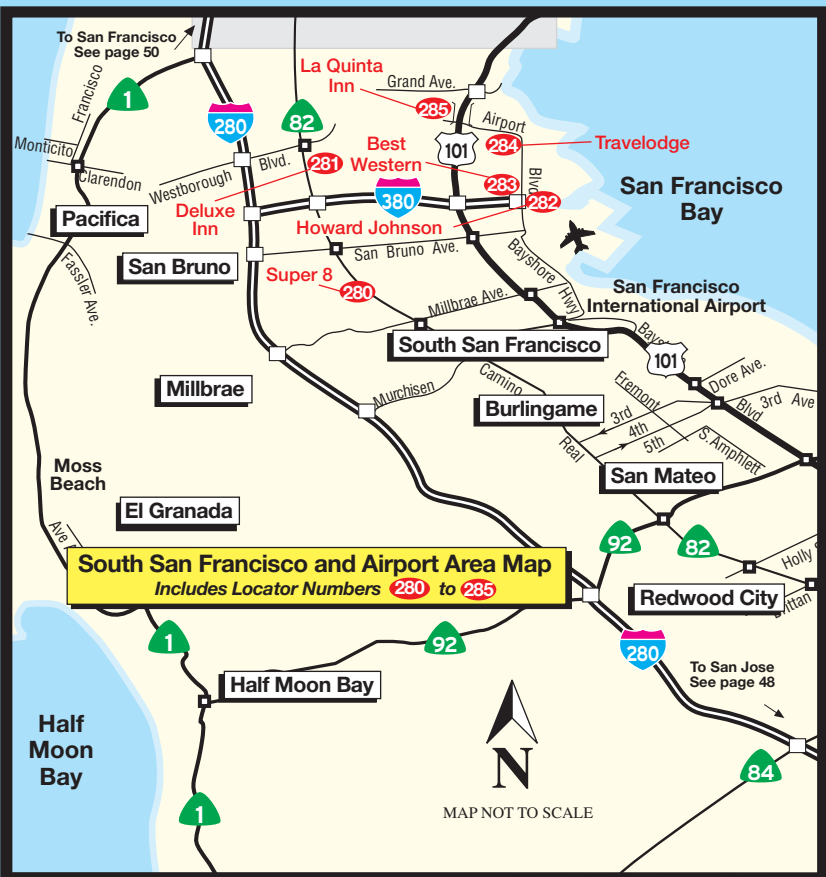 To San Francisco
See page 50
La Quinta
Inn
Grand Ave.
285
Airport
Blvd
1
Francisco
280
82
101
284
Travelodge
Best
Western
283
Monticito
Clarendon
Westborough
Blvd.
281
Deluxe
Inn
380
282
Howard Johnson
San Francisco
Bay
Pacifica
Fassler Ave.
San Bruno
San Bruno Ave.
Bayshore
Hwy
Super 8
280
Millbrae Ave.
San Francisco
International Airport
South San Francisco
101
Dore Ave.
Millbrae
Murchisen
Camino
Real
Fremont
3rd Ave
Blvd
Burlingame
3rd
4th
5th
S. Amphlett
San Mateo
Moss
Beach
El Granada
92
82
Holly
South San Francisco and Airport Area Map
Includes Locator Numbers 280 to 285
Redwood City
1
92
280
Half Moon Bay
To San Jose
See page 48
Half
Moon
Bay
N
MAP NOT TO SCALE
84
1